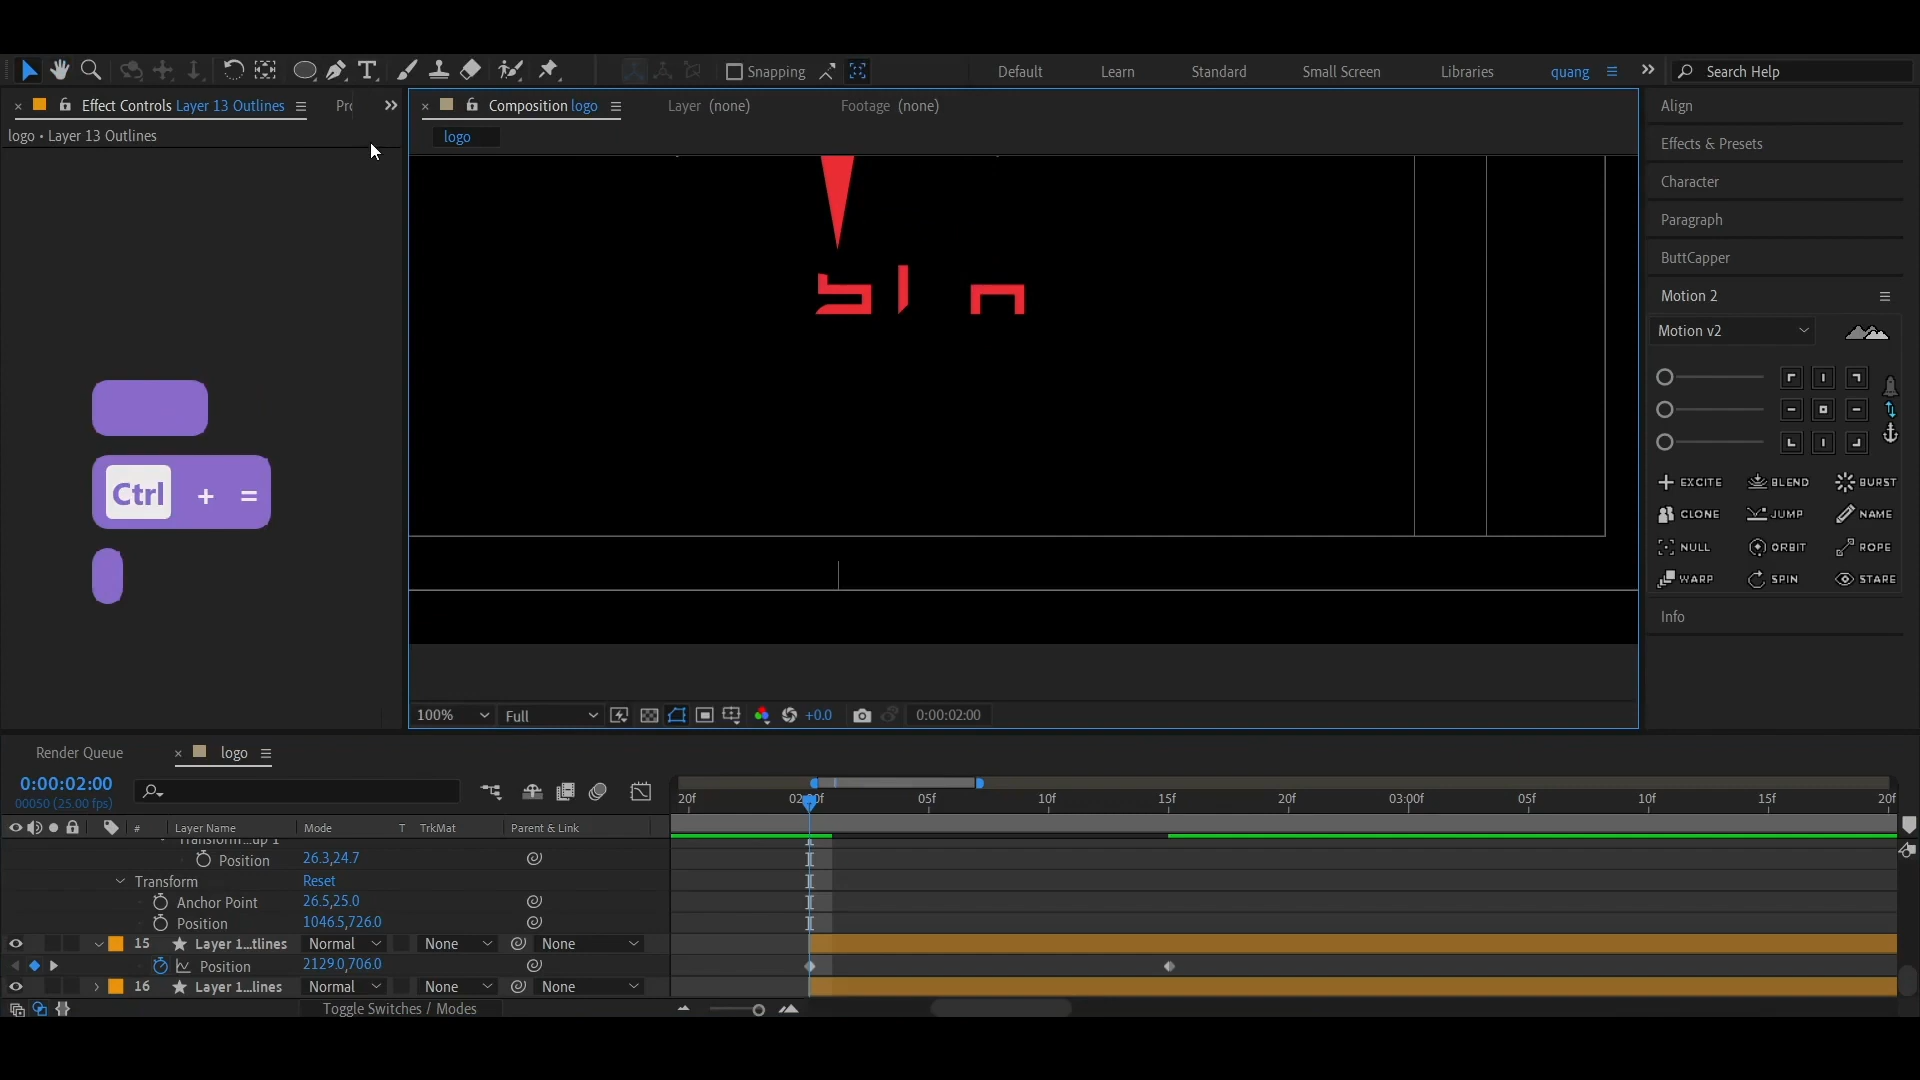 Snapping
Default
Learn
Standard
Small Screen
Libraries
quang
Search Help
Effect Controls Layer 13 Outlines
Composition logo
Layer (none)
Footage (none)
logo • Layer 13 Outlines
logo
Align
Effects & Presets
Character
Paragraph
ButtCapper
Motion 2
Motion v2
Ctrl + =
EXCITE BLEND BURST
CLONE JUMP NAME
NULL ORBIT ROPE
WARP SPIN STARE
Info
100% Full +0.0 0:00:02:00
Render Queue
logo
0:00:02:00
00050 (25.00 fps)
20f 05f 10f 15f 20f 03:00f 05f 10f 15f 20f
# Layer Name Mode T TrkMat Parent & Link
Position 26.3,24.7
Transform Reset
Anchor Point 26.5,25.0
Position 1046.5,726.0
15 Layer 1...tlines Normal None None
Position 2129.0,706.0
16 Layer 1...lines Normal None None
Toggle Switches / Modes